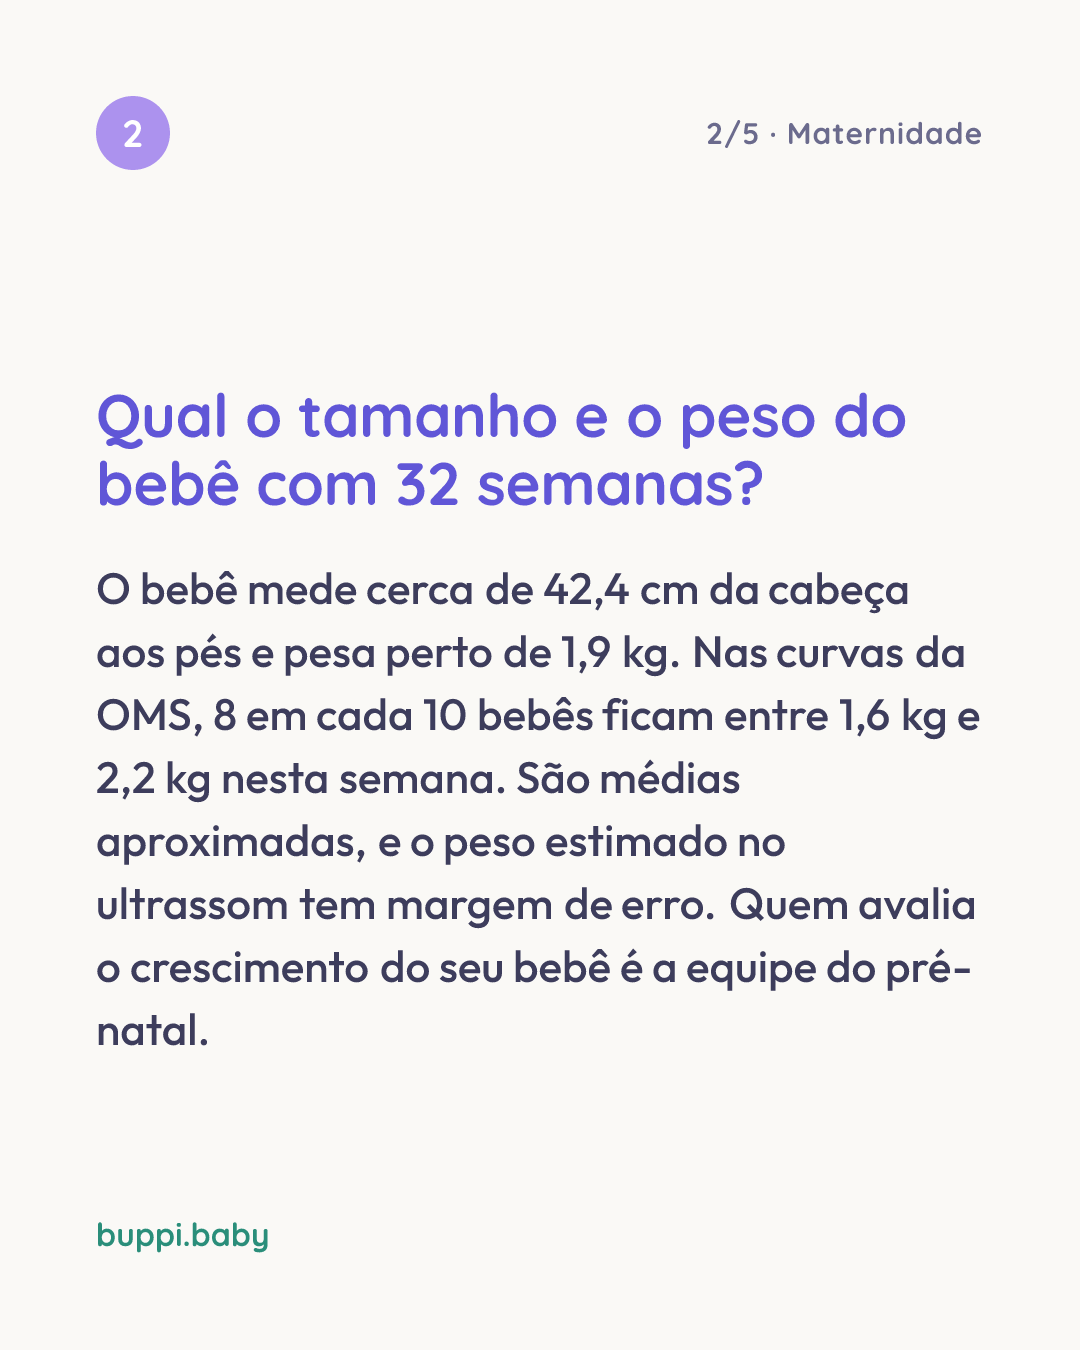 2
2/5 · Maternidade
Qual o tamanho e o peso do
bebê com 32 semanas?
O bebê mede cerca de 42,4 cm da cabeça
aos pés e pesa perto de 1,9 kg. Nas curvas da
OMS, 8 em cada 10 bebês ficam entre 1,6 kg e
2,2 kg nesta semana. São médias
aproximadas, e o peso estimado no
ultrassom tem margem de erro. Quem avalia
o crescimento do seu bebê é a equipe do pré-
natal.
buppi.baby